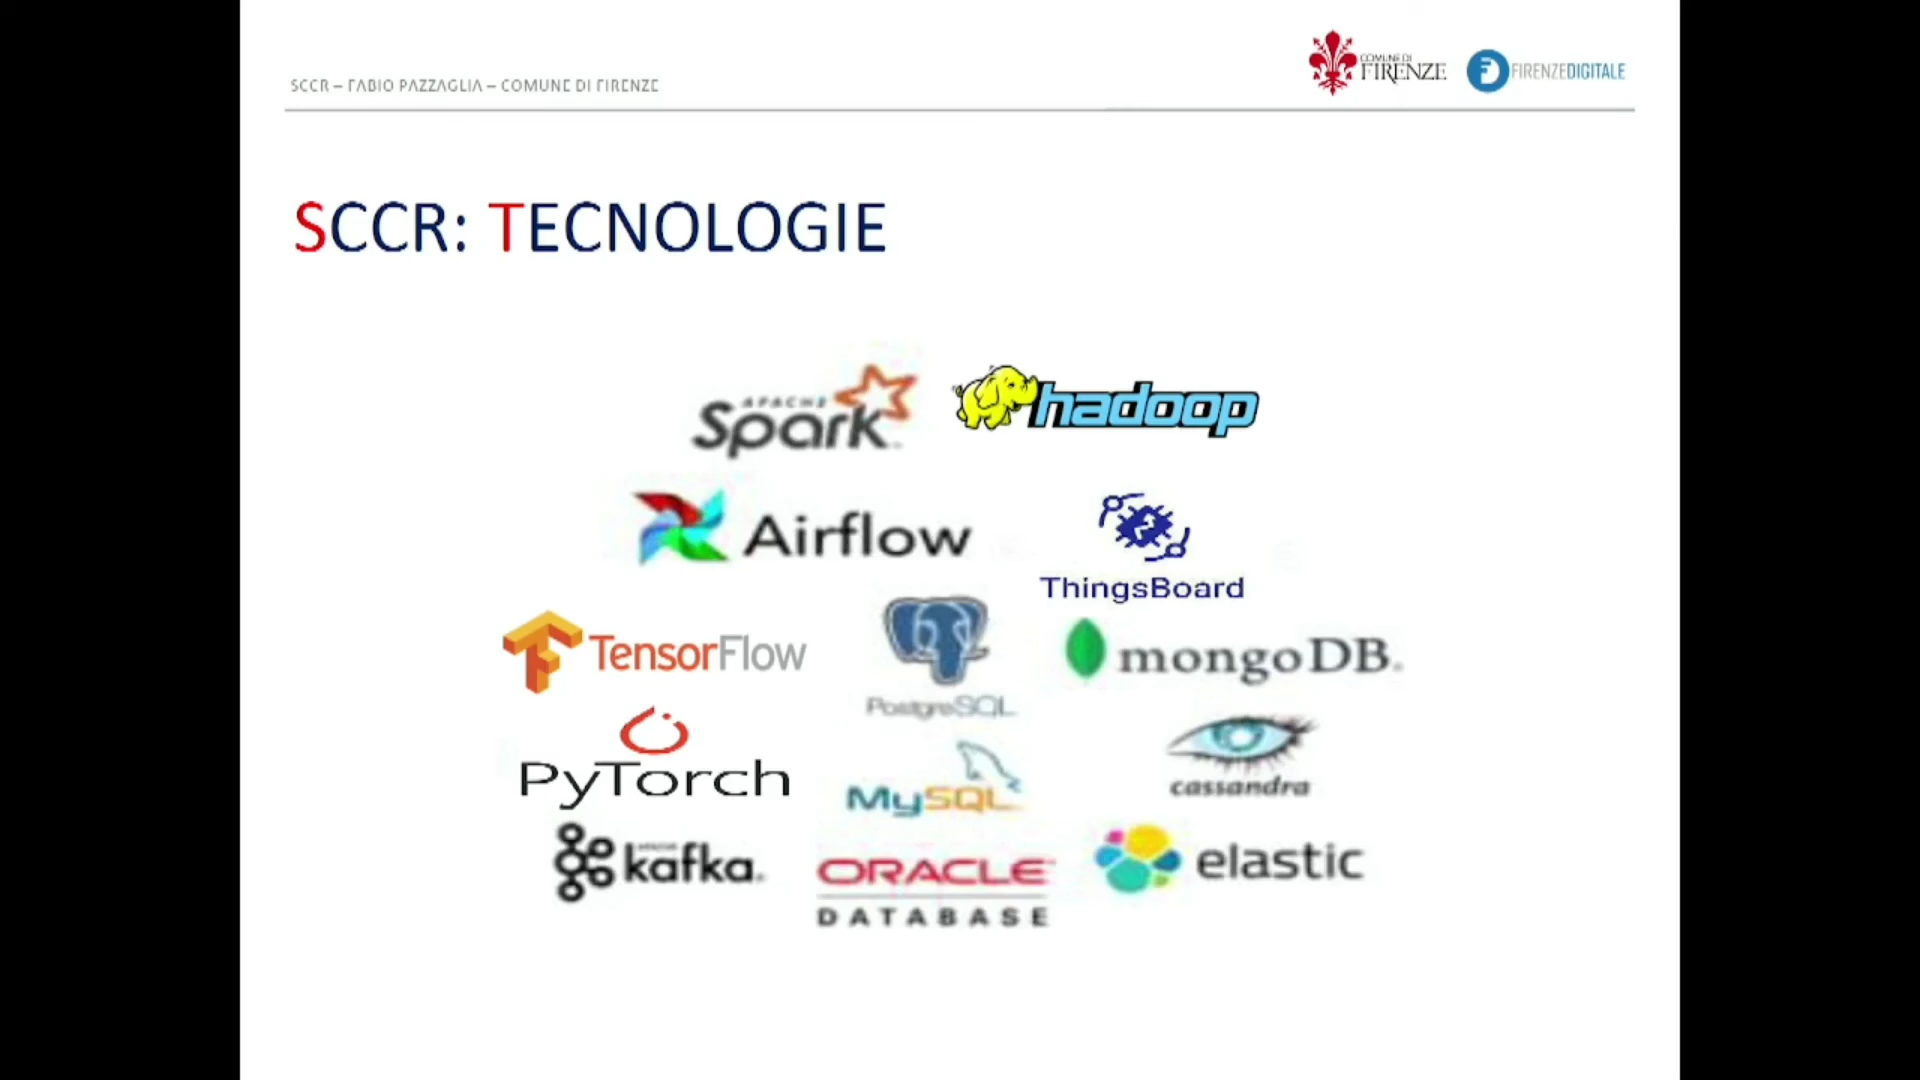 SCCR – FABIO PAZZAGLIA – COMUNE DI FIRENZE
COMUNE DI
FIRENZE
FIRENZEDIGITALE
SCCR: TECNOLOGIE
APACHE
Spark
hadoop
Airflow
ThingsBoard
TensorFlow
PostgreSQL
mongoDB
PyTorch
MySQL
cassandra
kafka
ORACLE
DATABASE
elastic